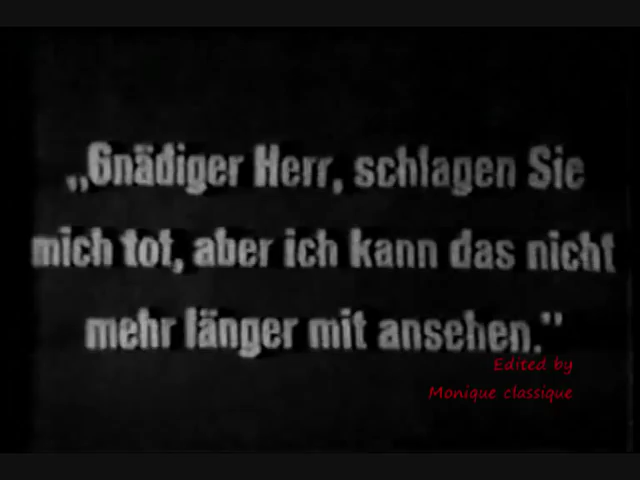 „Gnädiger Herr, schlagen Sie
mich tot, aber ich kann das nicht
mehr länger mit ansehen."
Edited by
Monique classique